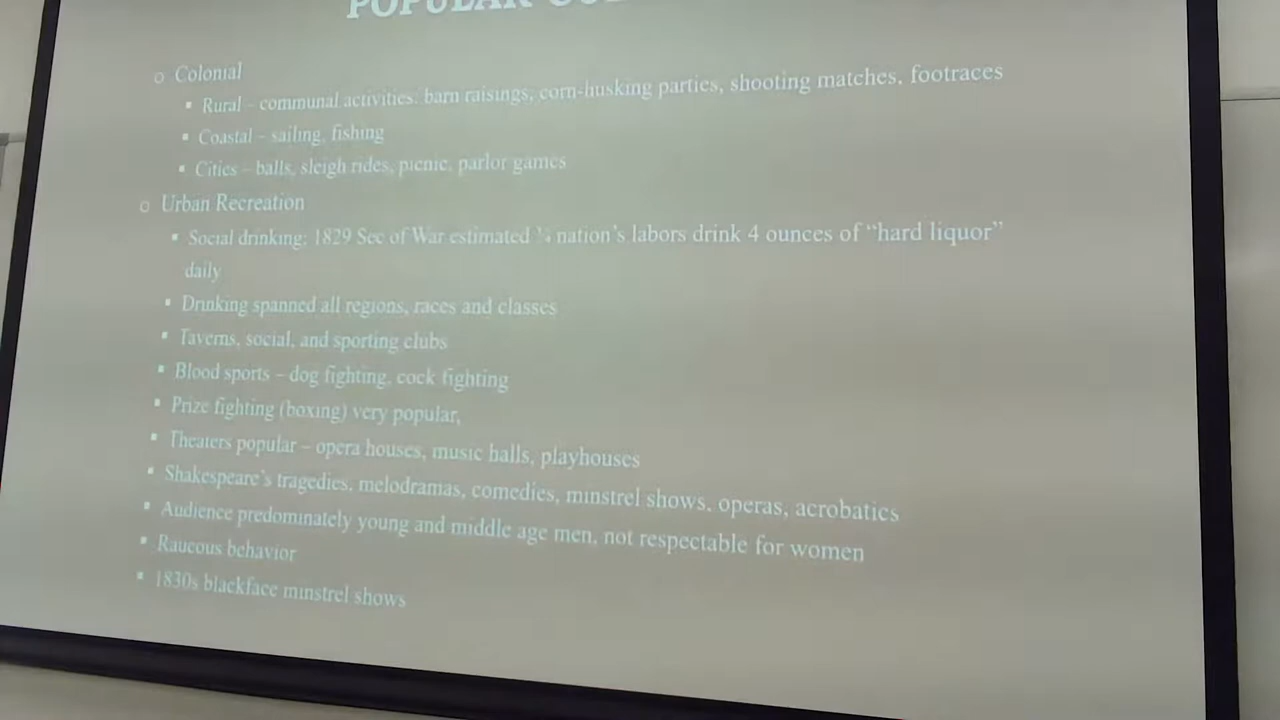 POPULAR
o Colonial
▪ Rural – communal activities: barn raisings, corn-husking parties, shooting matches, footraces
▪ Coastal – sailing, fishing
▪ Cities – balls, sleigh rides, picnic, parlor games
o Urban Recreation
▪ Social drinking: 1829 Sec of War estimated nation's labors drink 4 ounces of "hard liquor"
daily
▪ Drinking spanned all regions, races and classes
▪ Taverns, social, and sporting clubs
▪ Blood sports – dog fighting, cock fighting
▪ Prize fighting (boxing) very popular,
▪ Theaters popular – opera houses, music halls, playhouses
▪ Shakespeare's tragedies, melodramas, comedies, minstrel shows, operas, acrobatics
▪ Audience predominately young and middle age men, not respectable for women
▪ Raucous behavior
▪ 1830s blackface minstrel shows